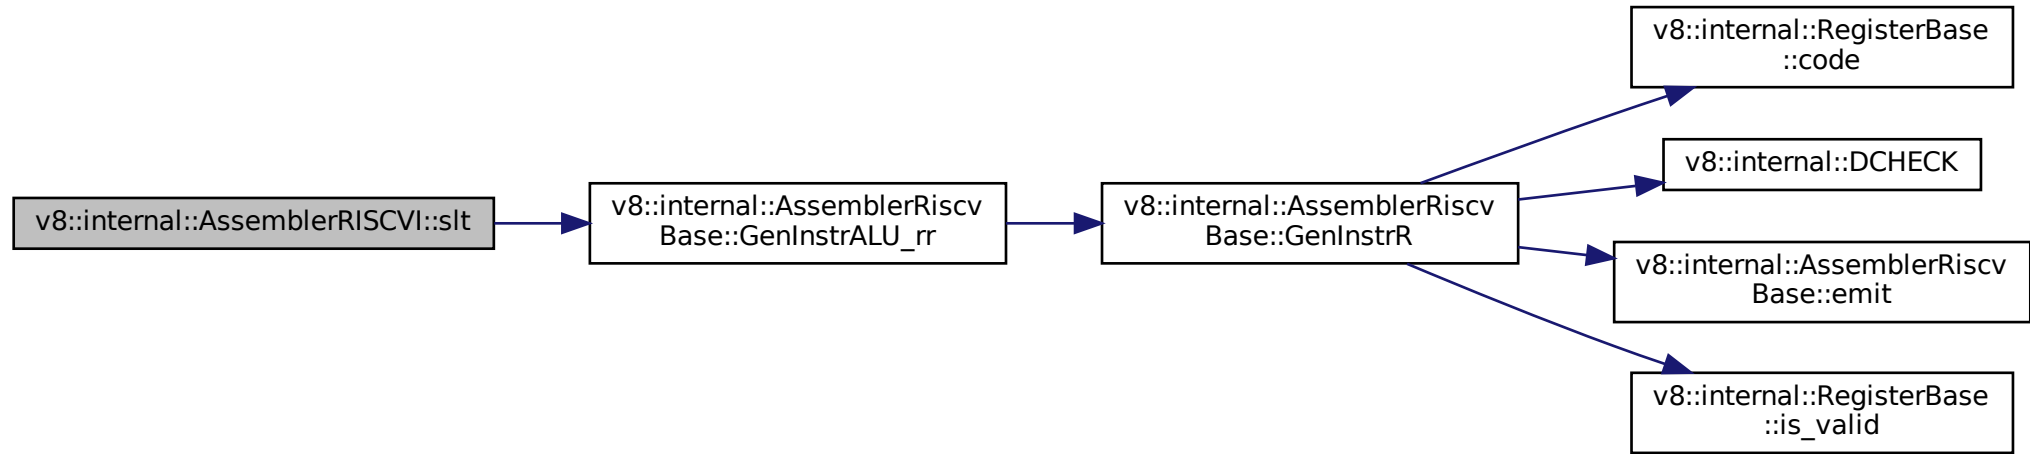 v8::internal::AssemblerRISCVI::slt
v8::internal::AssemblerRiscv
Base::GenInstrALU_rr
v8::internal::AssemblerRiscv
Base::GenInstrR
v8::internal::RegisterBase
::code
v8::internal::DCHECK
v8::internal::AssemblerRiscv
Base::emit
v8::internal::RegisterBase
::is_valid